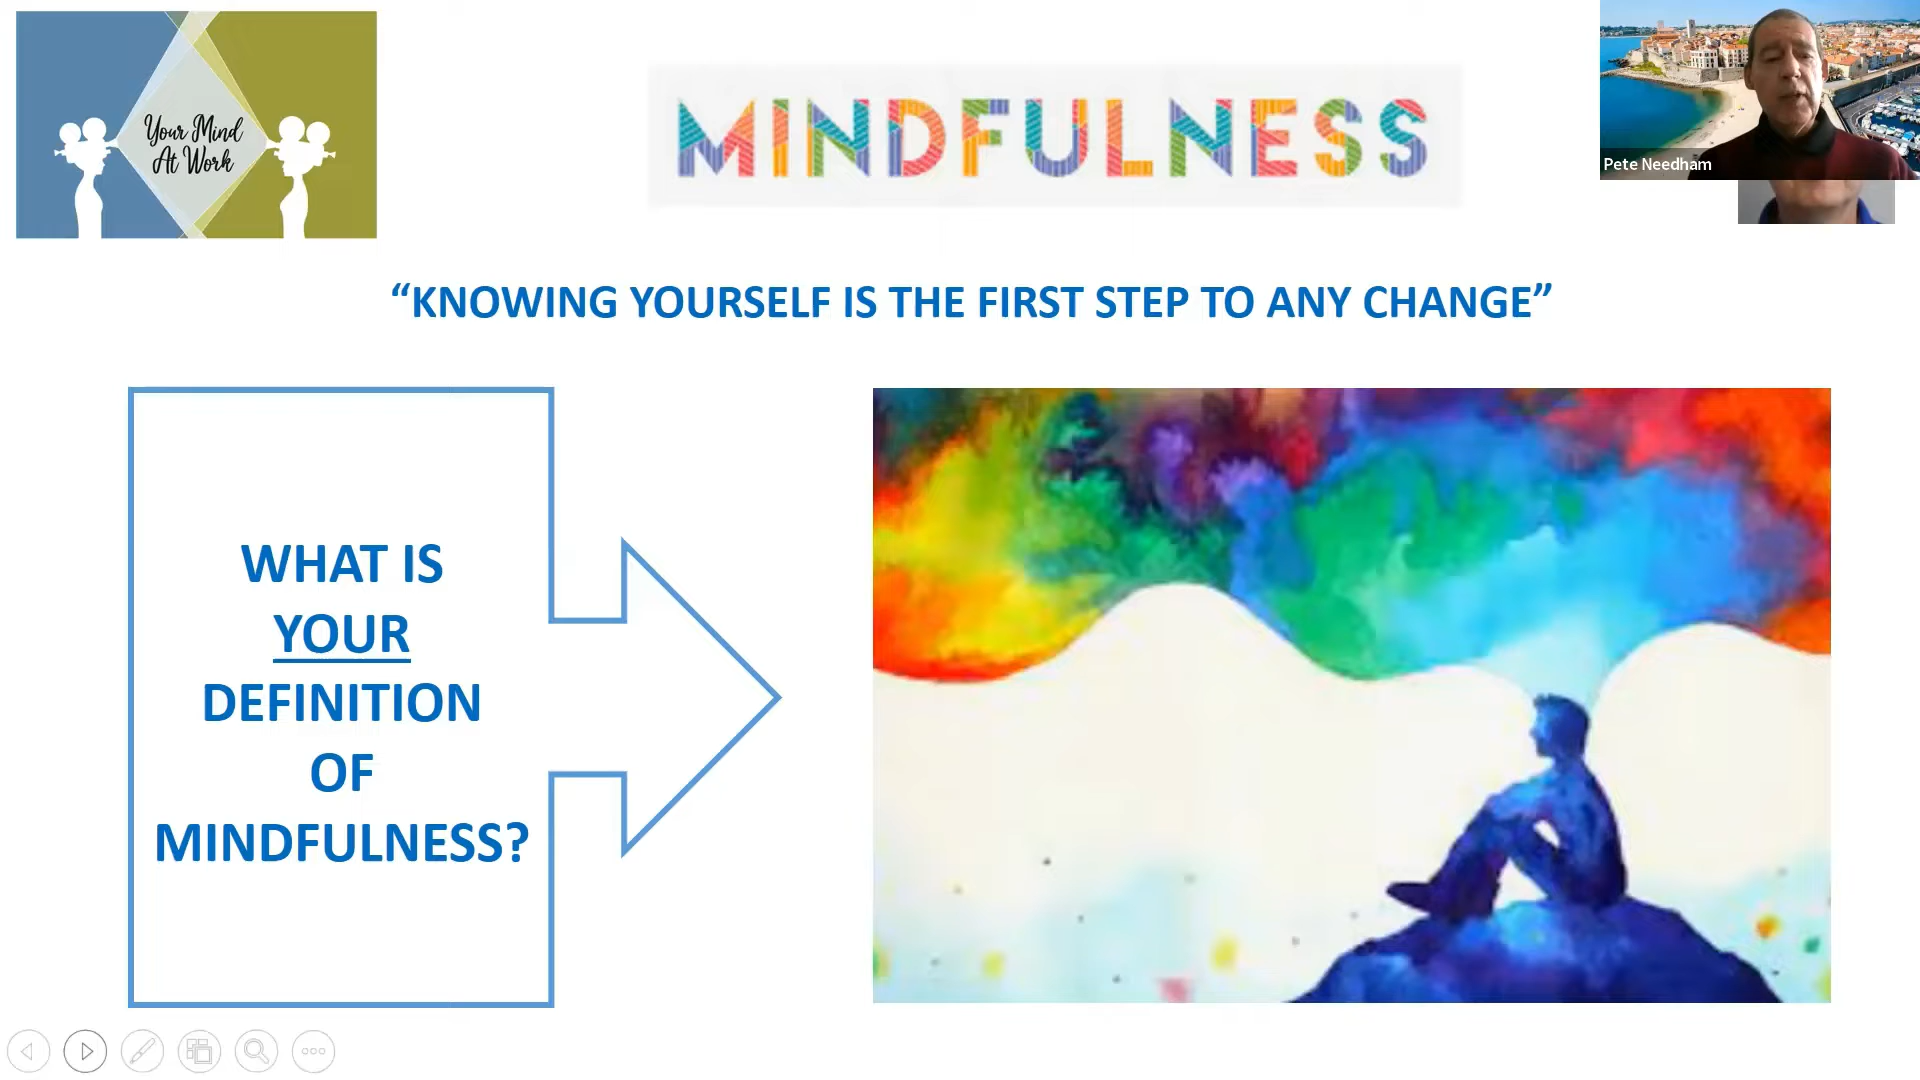 Your Mind
At Work
MINDFULNESS
Pete Needham
“KNOWING YOURSELF IS THE FIRST STEP TO ANY CHANGE”
WHAT IS
YOUR
DEFINITION
OF
MINDFULNESS?